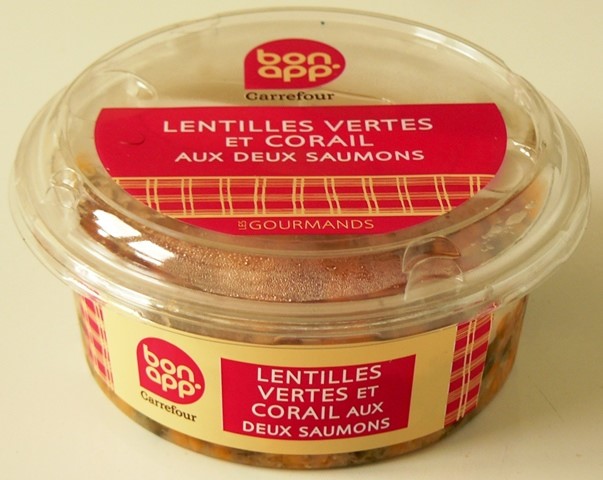 bon
app.
Carrefour
LENTILLES VERTES
ET CORAIL
AUX DEUX SAUMONS
LES GOURMANDS
bon
app.
Carrefour
LENTILLES
VERTES ET
CORAIL AUX
DEUX SAUMONS